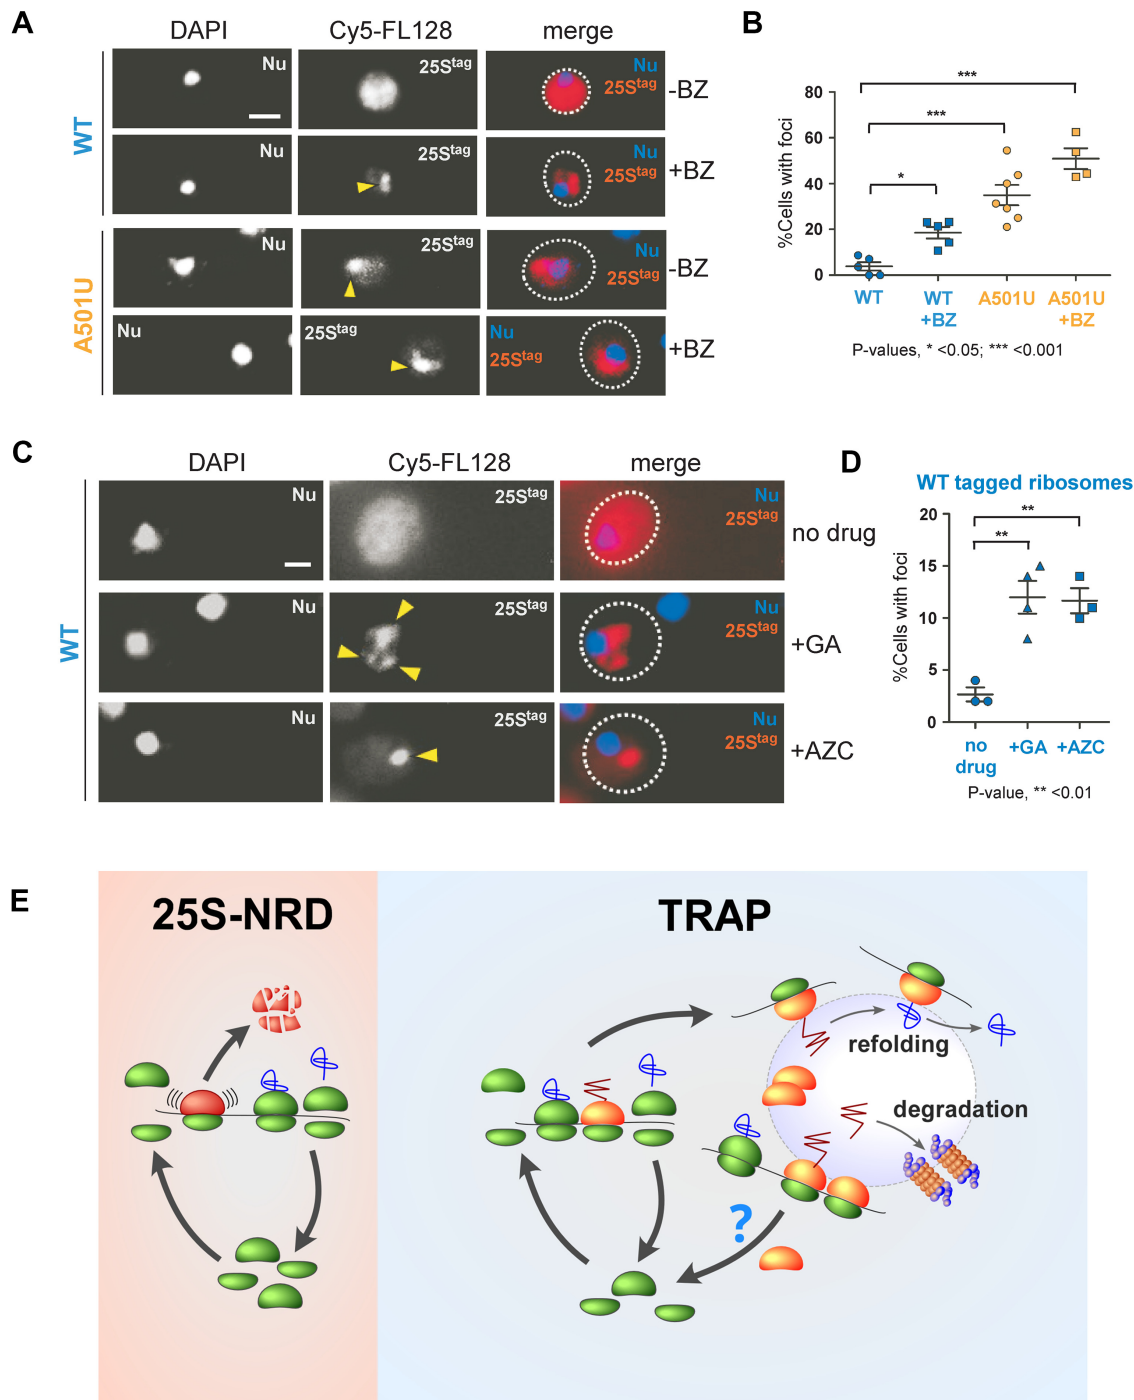 A
DAPI
Cy5-FL128
merge
Nu
25Stag
Nu
25Stag
-BZ
Nu
25Stag
Nu
25Stag
+BZ
WT
Nu
25Stag
Nu
25Stag
-BZ
Nu
25Stag
Nu
25Stag
+BZ
A501U
B
%Cells with foci
80
60
40
20
0
***
***
*
WT
WT
+BZ
A501U
A501U
+BZ
P-values, * <0.05; *** <0.001
C
DAPI
Cy5-FL128
merge
Nu
25Stag
Nu
25Stag
no drug
Nu
25Stag
Nu
25Stag
+GA
Nu
25Stag
Nu
25Stag
+AZC
WT
D
WT tagged ribosomes
%Cells with foci
20
15
10
5
0
**
**
no
drug
+GA
+AZC
P-value, ** <0.01
E
25S-NRD
TRAP
refolding
degradation
?